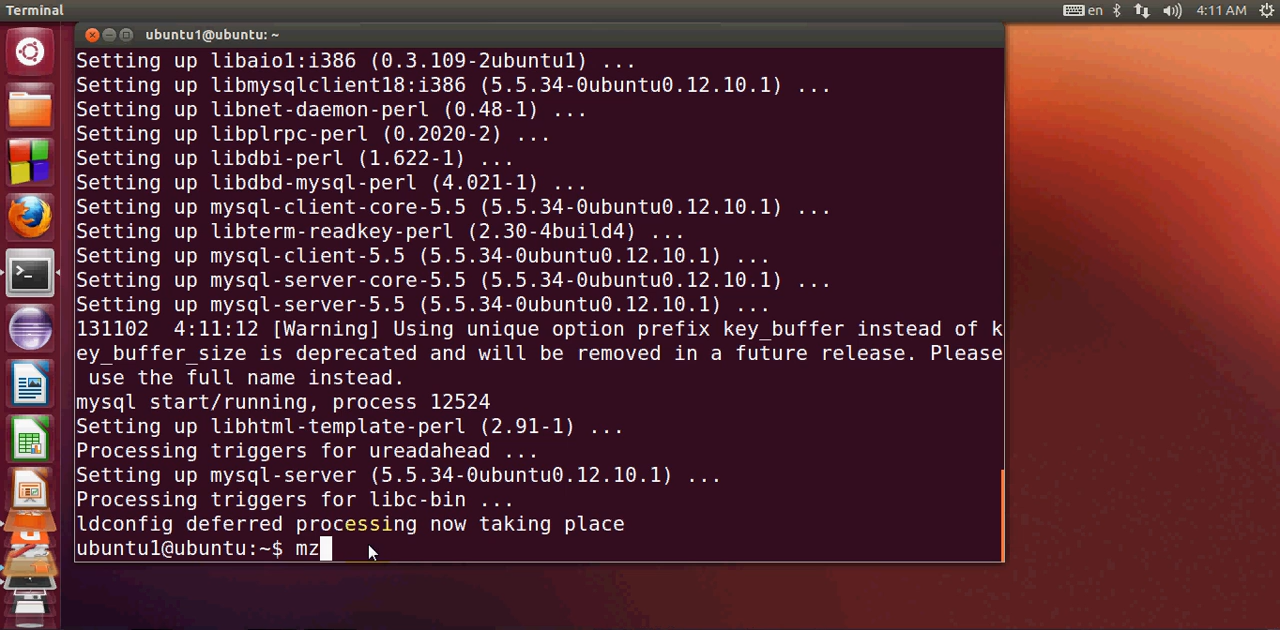 Terminal
en
4:11 AM
ubuntu1@ubuntu: ~
Setting up libaio1:i386 (0.3.109-2ubuntu1) ...
Setting up libmysqlclient18:i386 (5.5.34-0ubuntu0.12.10.1) ...
Setting up libnet-daemon-perl (0.48-1) ...
Setting up libplrpc-perl (0.2020-2) ...
Setting up libdbi-perl (1.622-1) ...
Setting up libdbd-mysql-perl (4.021-1) ...
Setting up mysql-client-core-5.5 (5.5.34-0ubuntu0.12.10.1) ...
Setting up libterm-readkey-perl (2.30-4build4) ...
Setting up mysql-client-5.5 (5.5.34-0ubuntu0.12.10.1) ...
Setting up mysql-server-core-5.5 (5.5.34-0ubuntu0.12.10.1) ...
Setting up mysql-server-5.5 (5.5.34-0ubuntu0.12.10.1) ...
131102  4:11:12 [Warning] Using unique option prefix key_buffer instead of k
ey_buffer_size is deprecated and will be removed in a future release. Please
 use the full name instead.
mysql start/running, process 12524
Setting up libhtml-template-perl (2.91-1) ...
Processing triggers for ureadahead ...
Setting up mysql-server (5.5.34-0ubuntu0.12.10.1) ...
Processing triggers for libc-bin ...
ldconfig deferred processing now taking place
ubuntu1@ubuntu:~$ mz